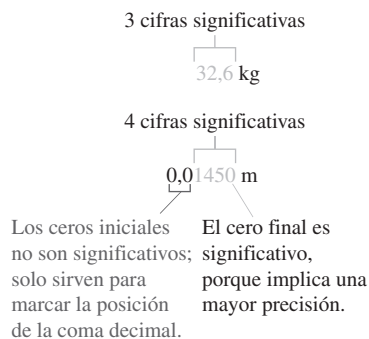 3 cifras significativas
32,6 kg
4 cifras significativas
0,01450 m
Los ceros iniciales
no son significativos;
solo sirven para
marcar la posición
de la coma decimal.
El cero final es
significativo,
porque implica una
mayor precisión.